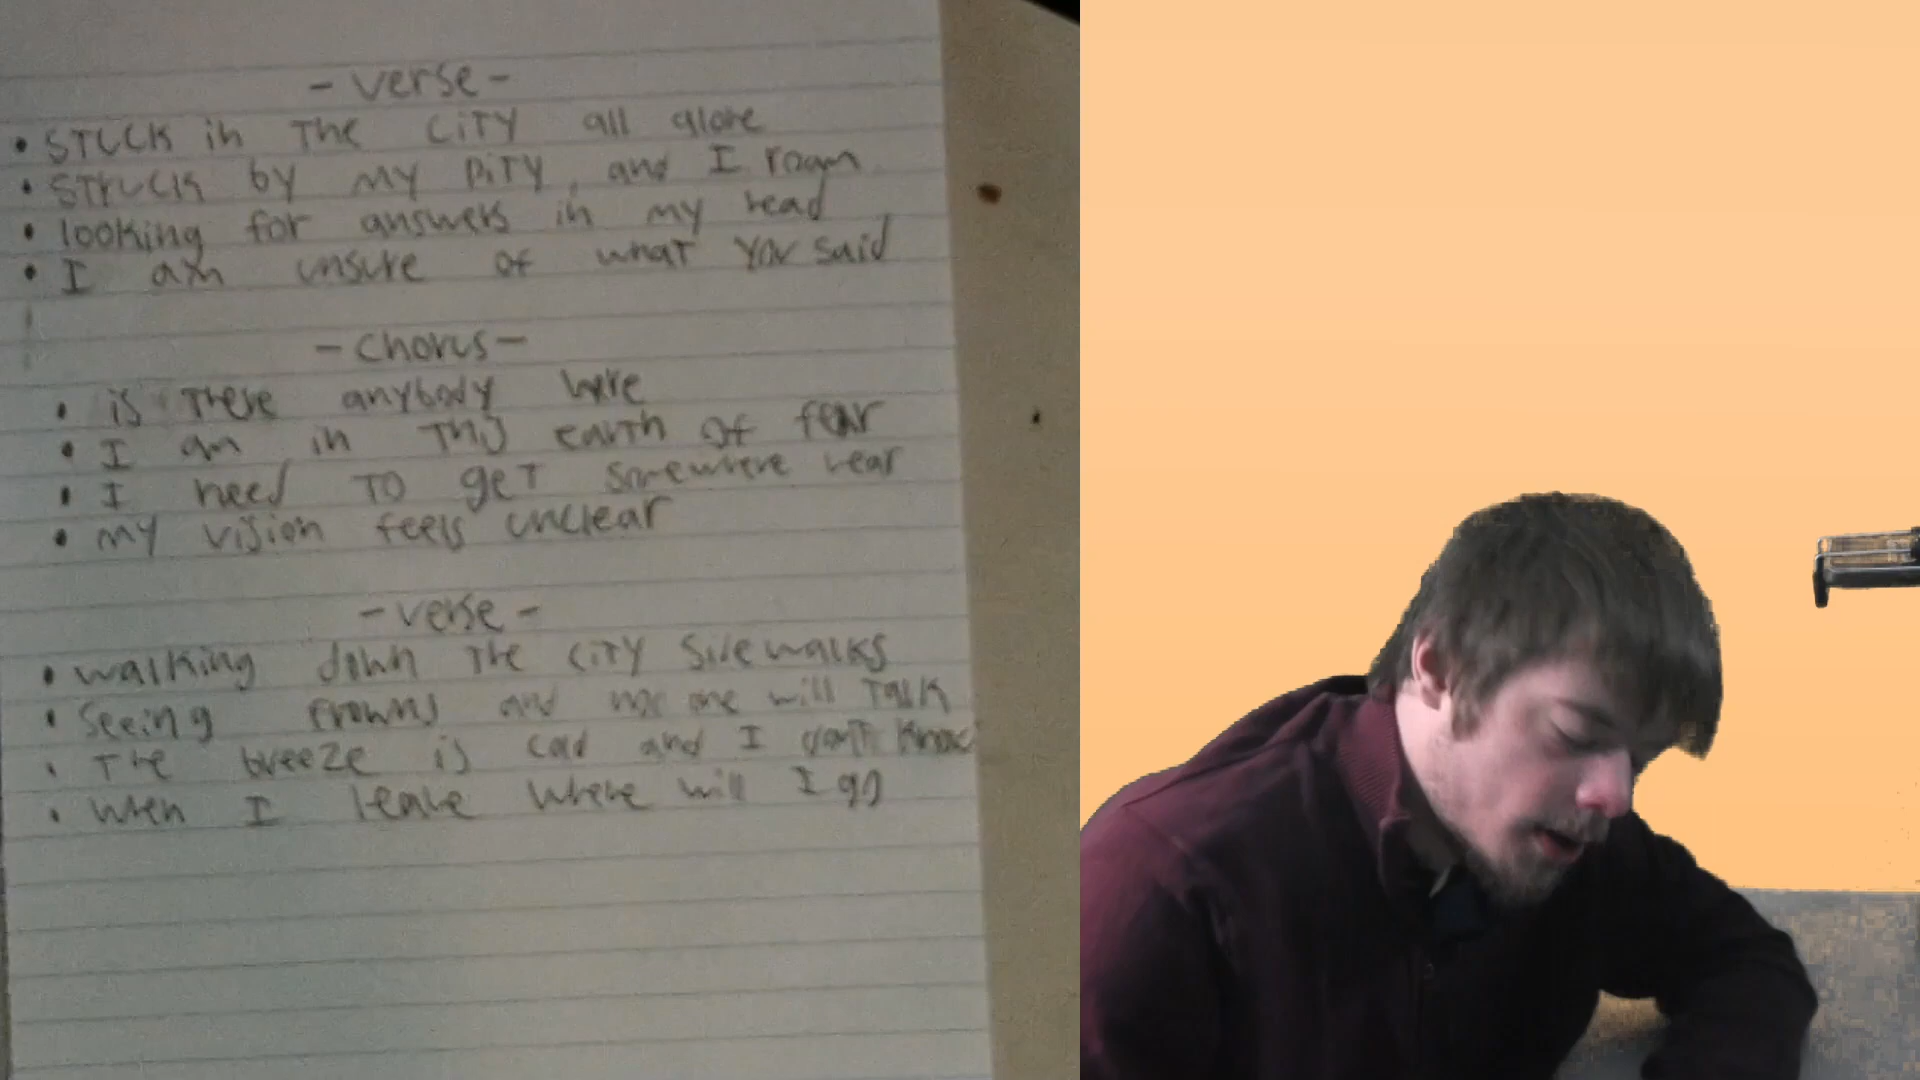 - verse -
• STUCK in The CiTY all alone
• STRUCK by my PiTY, and I roam
• looking for answers in my head
• I am unsure of what you said
- chorus -
• is There anybody here
• I am in This earth of fear
• I need TO geT somewhere near
• my vision feels unclear
- verse -
• walking down The CiTY Sidewalks
• Seeing frowns and no one will Talk
• The breeze is cold and I don't know
• when I leave where will I go